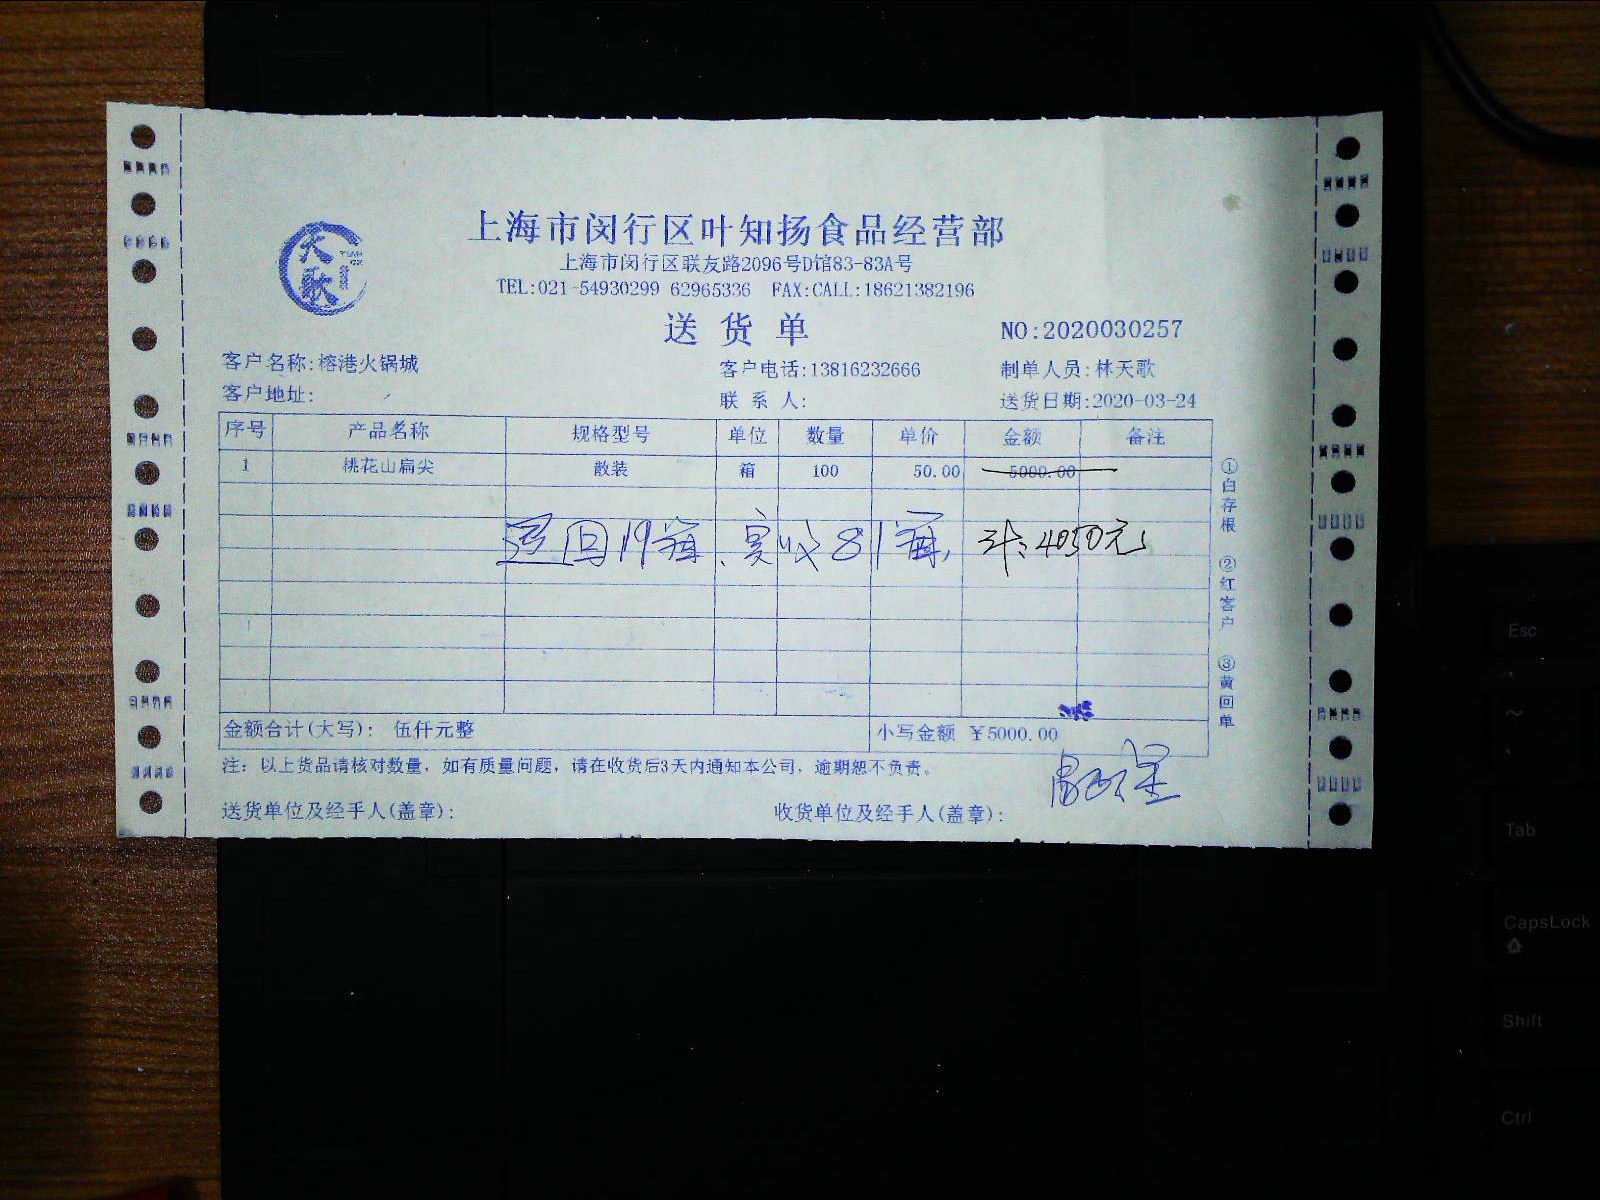 天歌
上海市闵行区叶知扬食品经营部
上海市闵行区联友路2096号D馆83-83A号
TEL:021-54930299 62965336 FAX:CALL:18621382196
送货单
NO:2020030257
客户名称:榕港火锅城 客户电话:13816232666 制单人员:林天歌
客户地址: 联系人: 送货日期:2020-03-24
序号 产品名称 规格型号 单位 数量 单价 金额 备注
1 桃花山扁尖 散装 箱 100 50.00 5000.00
退回19箱、实收81箱, 计:4050元
金额合计(大写): 伍仟元整 小写金额 ¥5000.00
注: 以上货品请核对数量, 如有质量问题, 请在收货后3天内通知本公司, 逾期恕不负责。
送货单位及经手人(盖章): 收货单位及经手人(盖章):
①白存根 ②红客户 ③黄回单
Esc
~
Tab
CapsLock
Shift
Ctrl